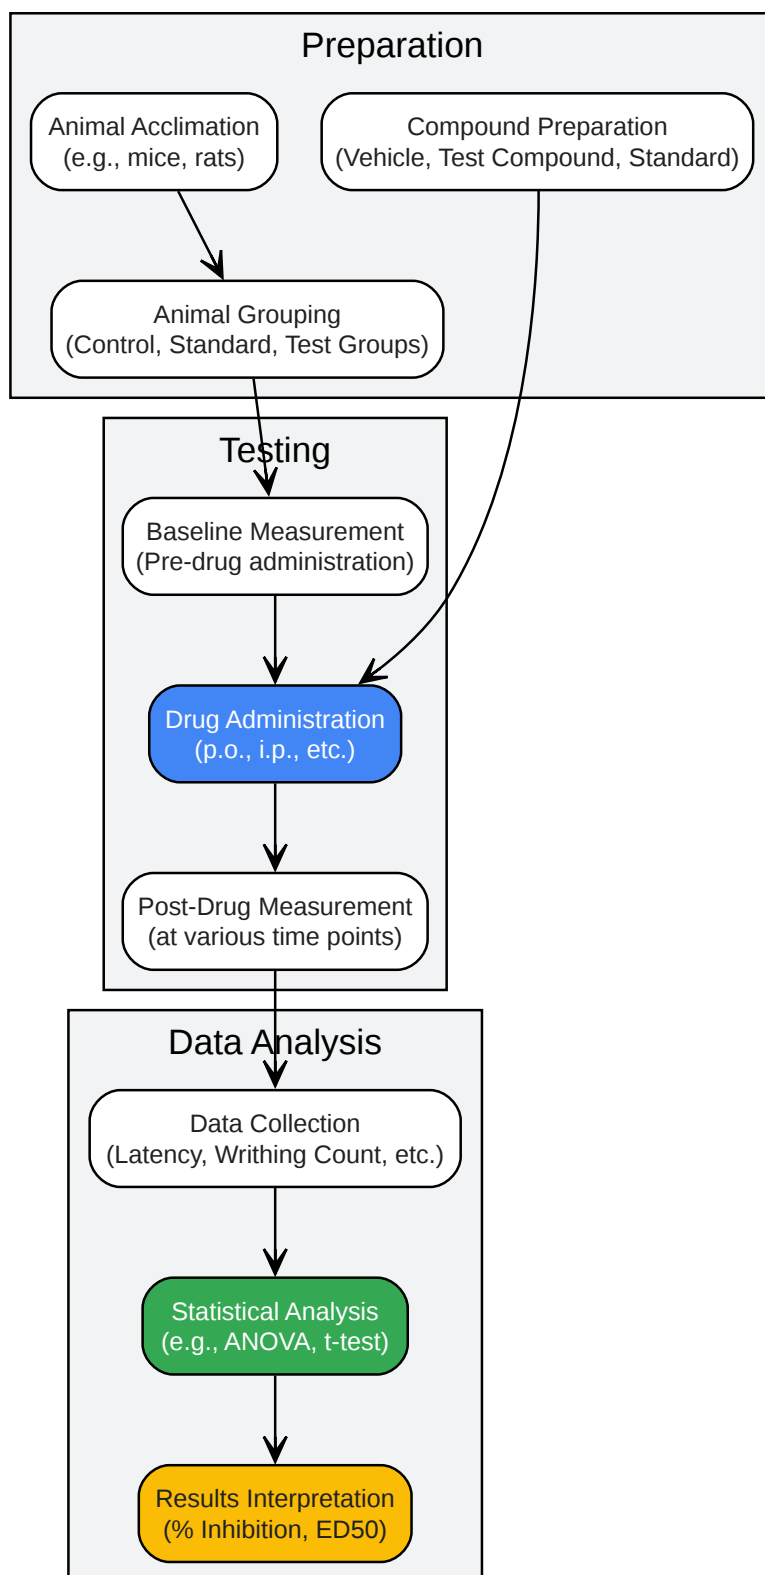 Preparation
Animal Acclimation
(e.g., mice, rats)
Compound Preparation
(Vehicle, Test Compound, Standard)
Animal Grouping
(Control, Standard, Test Groups)
Testing
Baseline Measurement
(Pre-drug administration)
Drug Administration
(p.o., i.p., etc.)
Post-Drug Measurement
(at various time points)
Data Analysis
Data Collection
(Latency, Writhing Count, etc.)
Statistical Analysis
(e.g., ANOVA, t-test)
Results Interpretation
(% Inhibition, ED50)